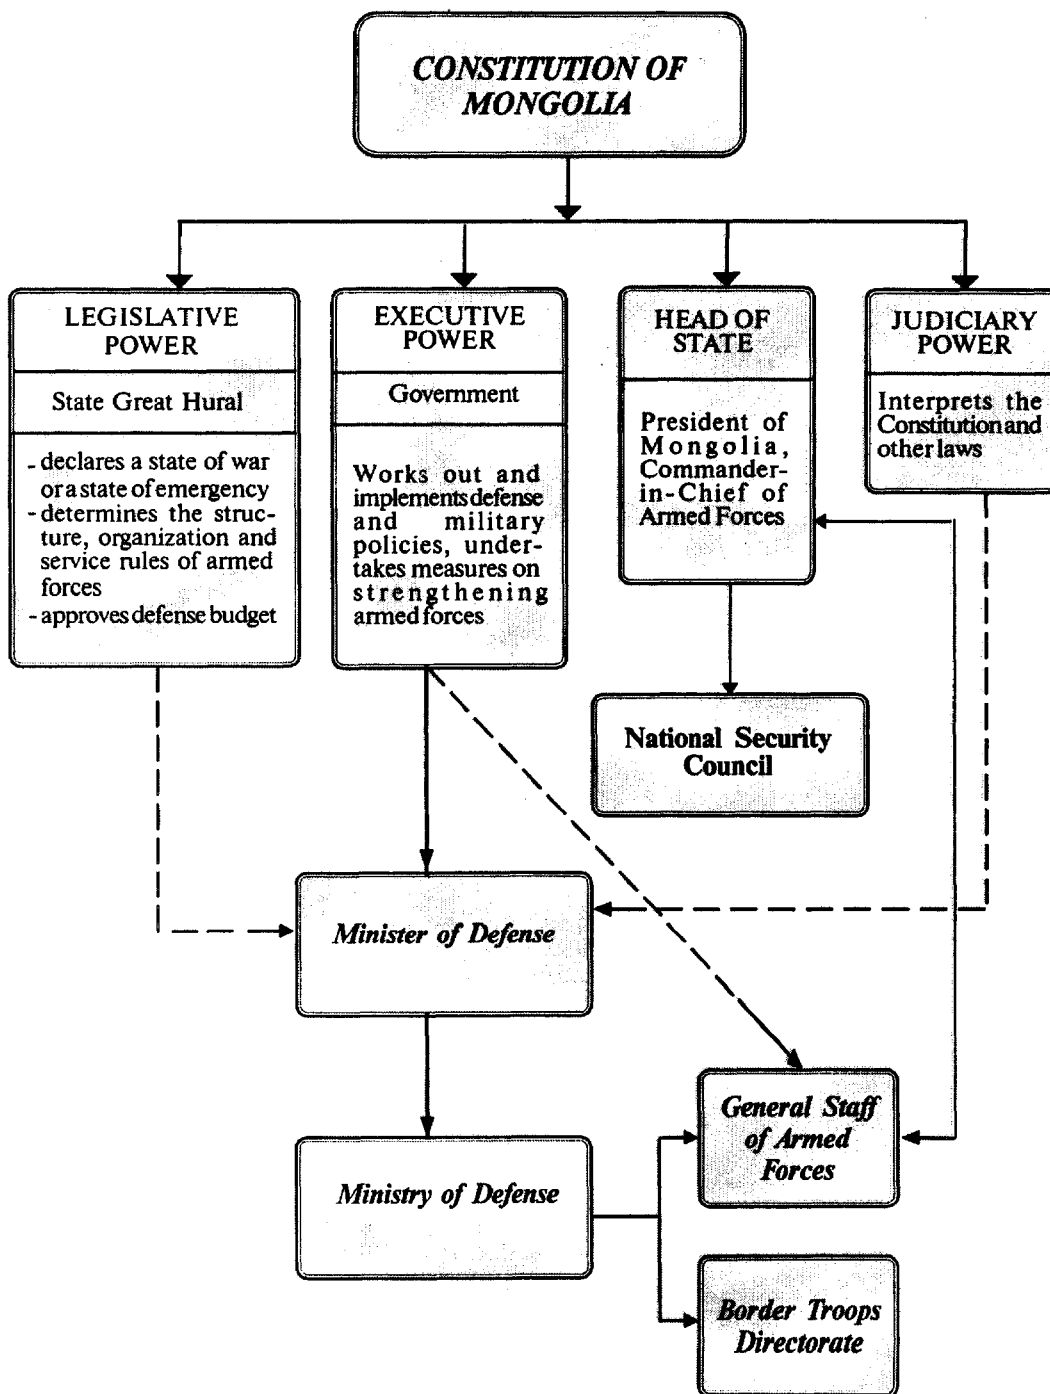 CONSTITUTION OF
MONGOLIA
LEGISLATIVE
POWER
State Great Hural
- declares a state of war
or a state of emergency
- determines the struc-
ture, organization and
service rules of armed
forces
- approves defense budget
EXECUTIVE
POWER
Government
Works out and
implements defense
and military
policies, under-
takes measures on
strengthening
armed forces
HEAD OF
STATE
President of
Mongolia,
Commander-
in-Chief of
Armed Forces
JUDICIARY
POWER
Interprets the
Constitution and
other laws
National Security
Council
Minister of Defense
General Staff
of Armed
Forces
Ministry of Defense
Border Troops
Directorate